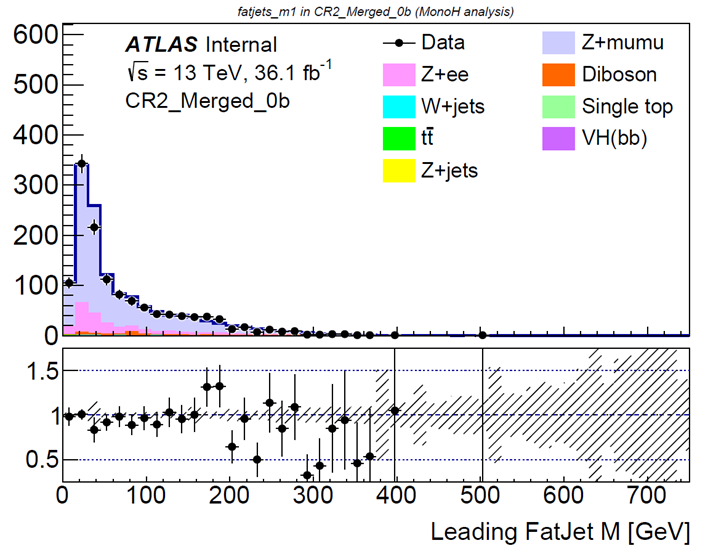 fatjets_m1 in CR2_Merged_0b (MonoH analysis)
600
500
400
300
200
100
0
ATLAS Internal
√s = 13 TeV, 36.1 fb⁻¹
CR2_Merged_0b
Data
Z+ee
W+jets
tt̅
Z+jets
Z+mumu
Diboson
Single top
VH(bb)
1.5
1
0.5
0 100 200 300 400 500 600 700
Leading FatJet M [GeV]